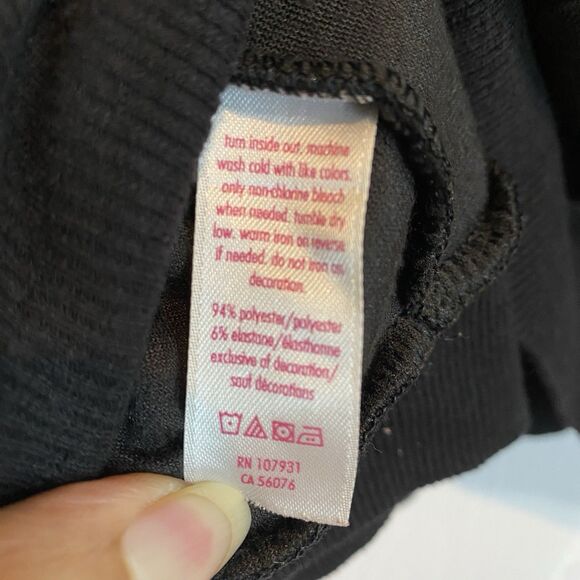 turn inside out. machine
wash cold with like colors.
only non-chlorine bleach
when needed. tumble dry
low. warm iron on reverse
if needed. do not iron on
decoration.
94% polyester/polyester
6% elastane/élasthanne
exclusive of decoration/
sauf décorations
RN 107931
CA 56076